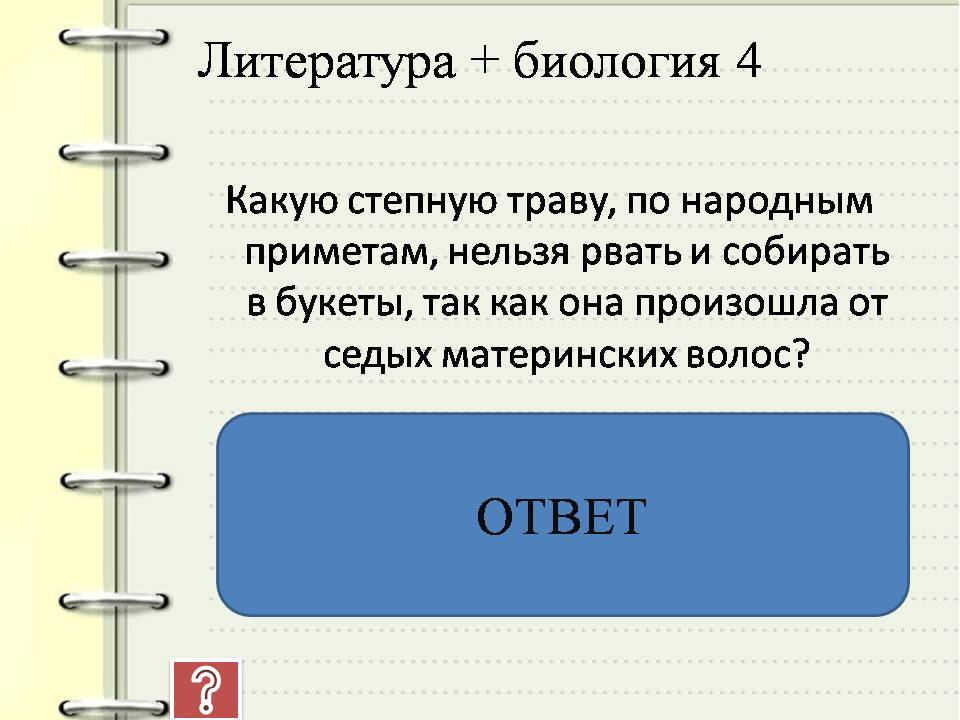 Литература + биология 4
Какую степную траву, по народным
приметам, нельзя рвать и собирать
в букеты, так как она произошла от
седых материнских волос?
ОТВЕТ
?